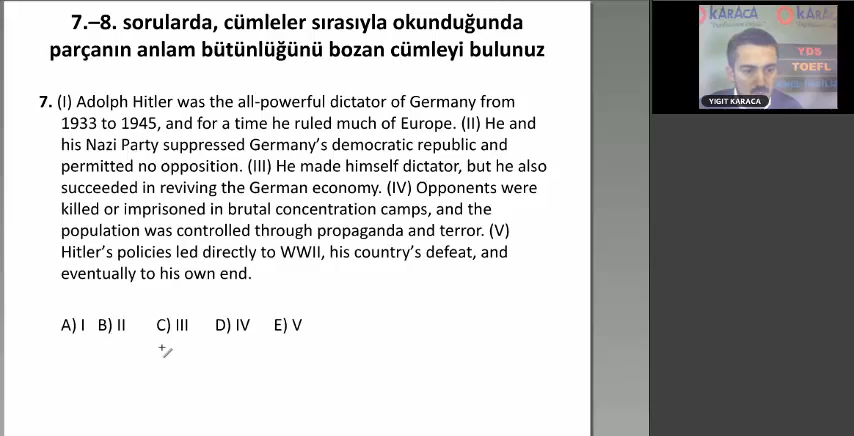 7.–8. sorularda, cümleler sırasıyla okunduğunda
parçanın anlam bütünlüğünü bozan cümleyi bulunuz
7. (I) Adolph Hitler was the all-powerful dictator of Germany from
1933 to 1945, and for a time he ruled much of Europe. (II) He and
his Nazi Party suppressed Germany’s democratic republic and
permitted no opposition. (III) He made himself dictator, but he also
succeeded in reviving the German economy. (IV) Opponents were
killed or imprisoned in brutal concentration camps, and the
population was controlled through propaganda and terror. (V)
Hitler’s policies led directly to WWII, his country’s defeat, and
eventually to his own end.
A) I B) II C) III D) IV E) V
KARACA
YDS
TOEFL
YIGIT KARACA